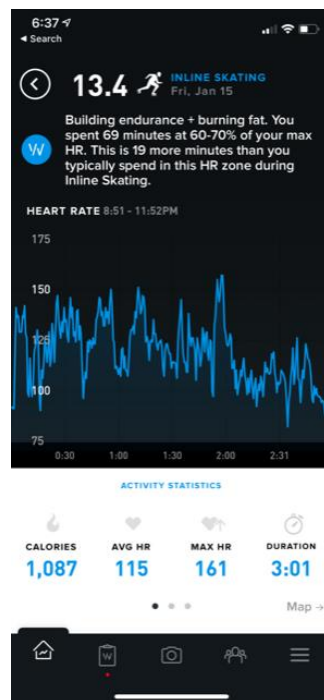 6:37
◄ Search
13.4 INLINE SKATING
Fri, Jan 15
Building endurance + burning fat. You
spent 69 minutes at 60-70% of your max
HR. This is 19 more minutes than you
typically spend in this HR zone during
Inline Skating.
W
HEART RATE 8:51 - 11:52PM
175
150
125
100
75
0:30 1:00 1:30 2:00 2:31
ACTIVITY STATISTICS
CALORIES AVG HR MAX HR DURATION
1,087 115 161 3:01
Map →
W